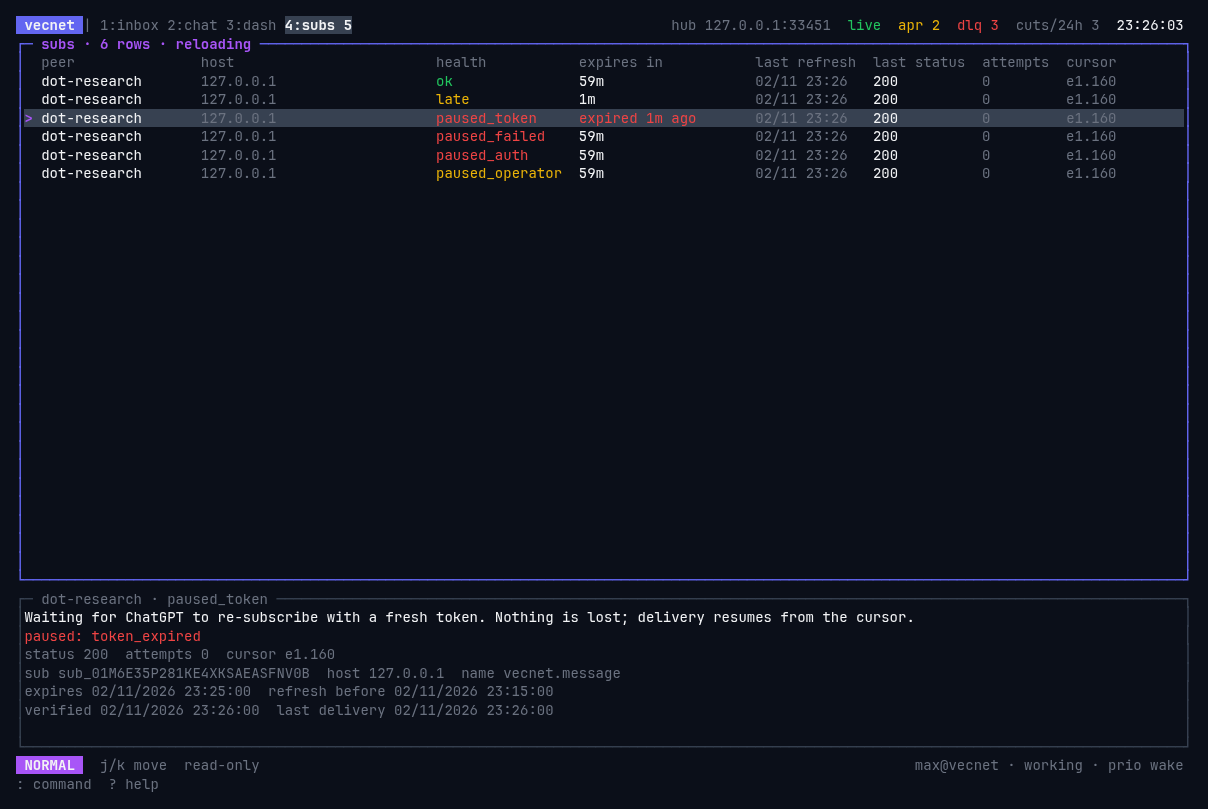 vecnet | 1:inbox 2:chat 3:dash 4:subs 5 hub 127.0.0.1:33451 live apr 2 dlq 3 cuts/24h 3 23:26:03
subs · 6 rows · reloading
peer host health expires in last refresh last status attempts cursor
dot-research 127.0.0.1 ok 59m 02/11 23:26 200 0 e1.160
dot-research 127.0.0.1 late 1m 02/11 23:26 200 0 e1.160
> dot-research 127.0.0.1 paused_token expired 1m ago 02/11 23:26 200 0 e1.160
dot-research 127.0.0.1 paused_failed 59m 02/11 23:26 200 0 e1.160
dot-research 127.0.0.1 paused_auth 59m 02/11 23:26 200 0 e1.160
dot-research 127.0.0.1 paused_operator 59m 02/11 23:26 200 0 e1.160
dot-research · paused_token
Waiting for ChatGPT to re-subscribe with a fresh token. Nothing is lost; delivery resumes from the cursor.
paused: token_expired
status 200 attempts 0 cursor e1.160
sub sub_01M6E35P281KE4XKSAEASFNV0B host 127.0.0.1 name vecnet.message
expires 02/11/2026 23:25:00 refresh before 02/11/2026 23:15:00
verified 02/11/2026 23:26:00 last delivery 02/11/2026 23:26:00
NORMAL j/k move read-only max@vecnet · working · prio wake
: command ? help